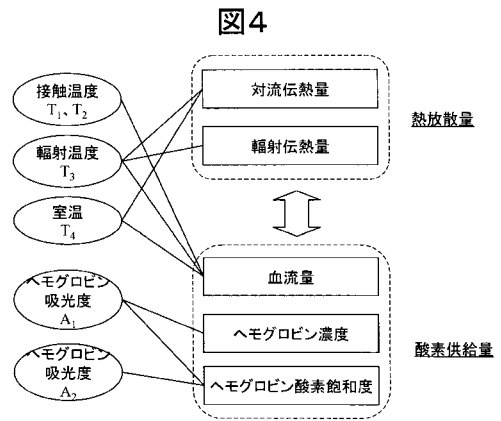 図4
接触温度
T1、T2
輻射温度
T3
室温
T4
ヘモグロビン
吸光度
A1
ヘモグロビン
吸光度
A2
対流伝熱量
輻射伝熱量
熱放散量
血流量
ヘモグロビン濃度
ヘモグロビン酸素飽和度
酸素供給量